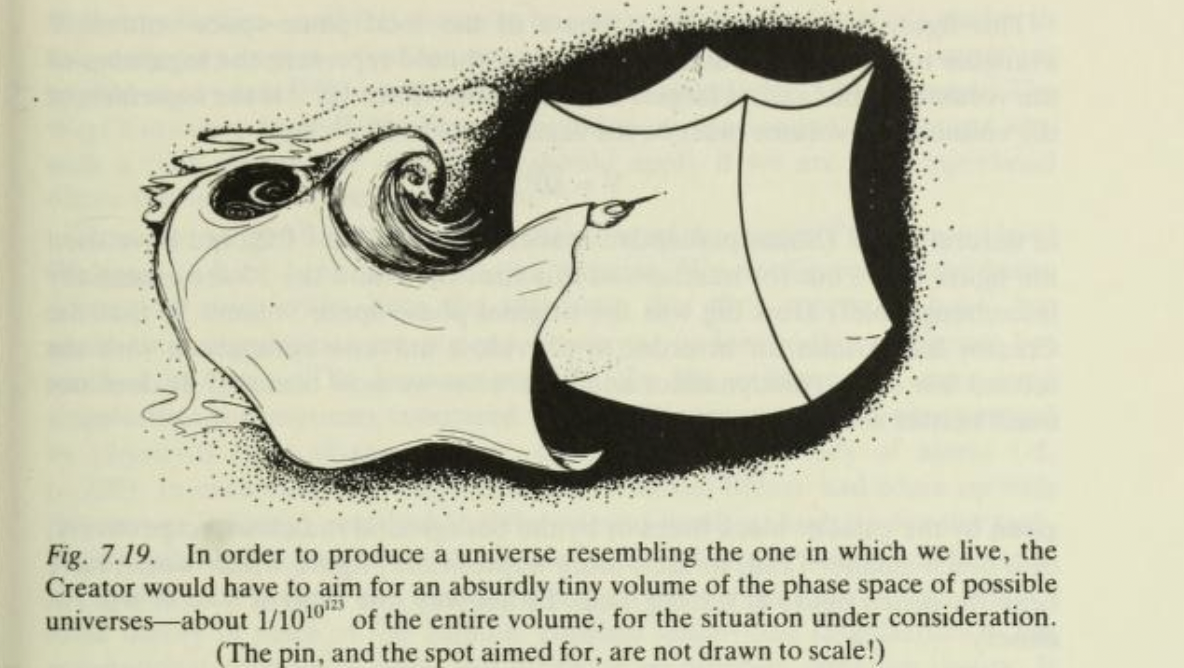 Fig. 7.19. In order to produce a universe resembling the one in which we live, the
Creator would have to aim for an absurdly tiny volume of the phase space of possible
universes—about 1/10^10^123 of the entire volume, for the situation under consideration.
(The pin, and the spot aimed for, are not drawn to scale!)